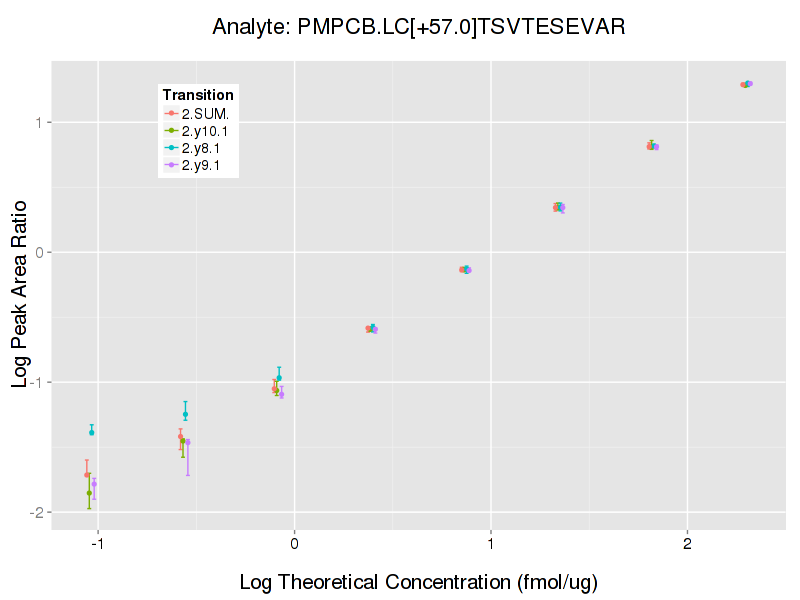 Analyte: PMPCB.LC[+57.0]TSVTESEVAR
Transition
2.SUM.
2.y10.1
2.y8.1
2.y9.1
Log Peak Area Ratio
1
0
-1
-2
-1
0
1
2
Log Theoretical Concentration (fmol/ug)